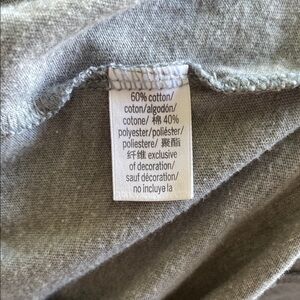 60% cotton/
coton/algodón/
cotone/ 棉 40%
polyester/poliéster/
poliestere/ 聚酯
纤维 exclusive
of decoration/
sauf décoration/
no incluye la